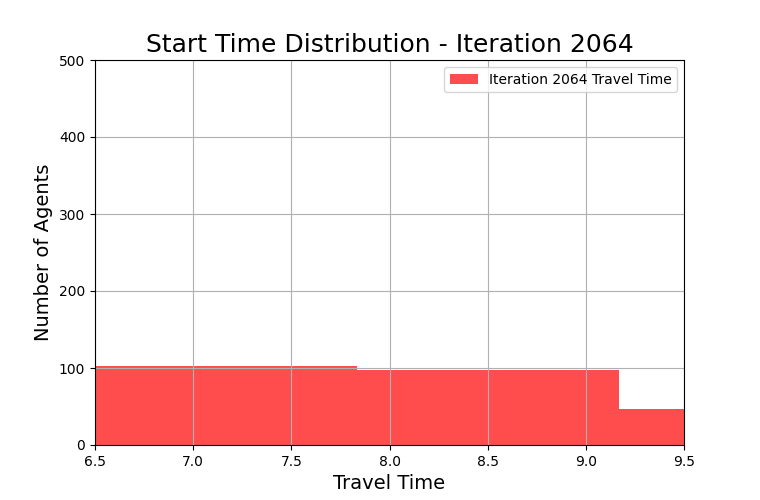 Start Time Distribution - Iteration 2064
Iteration 2064 Travel Time
500
400
300
200
100
0
Number of Agents
6.5 7.0 7.5 8.0 8.5 9.0 9.5
Travel Time